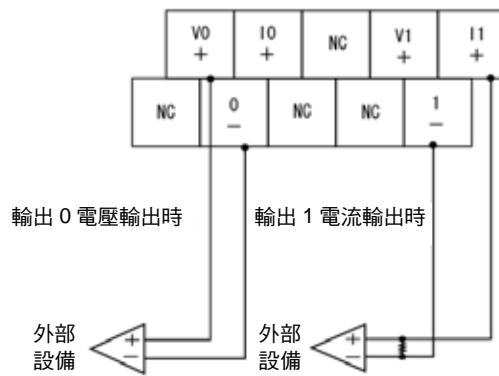 V0 I0 NC V1 I1
+ + + +
NC 0 NC NC 1
− −
輸出 0 電壓輸出時 輸出 1 電流輸出時
外部 + 外部 +
設備 − 設備 −